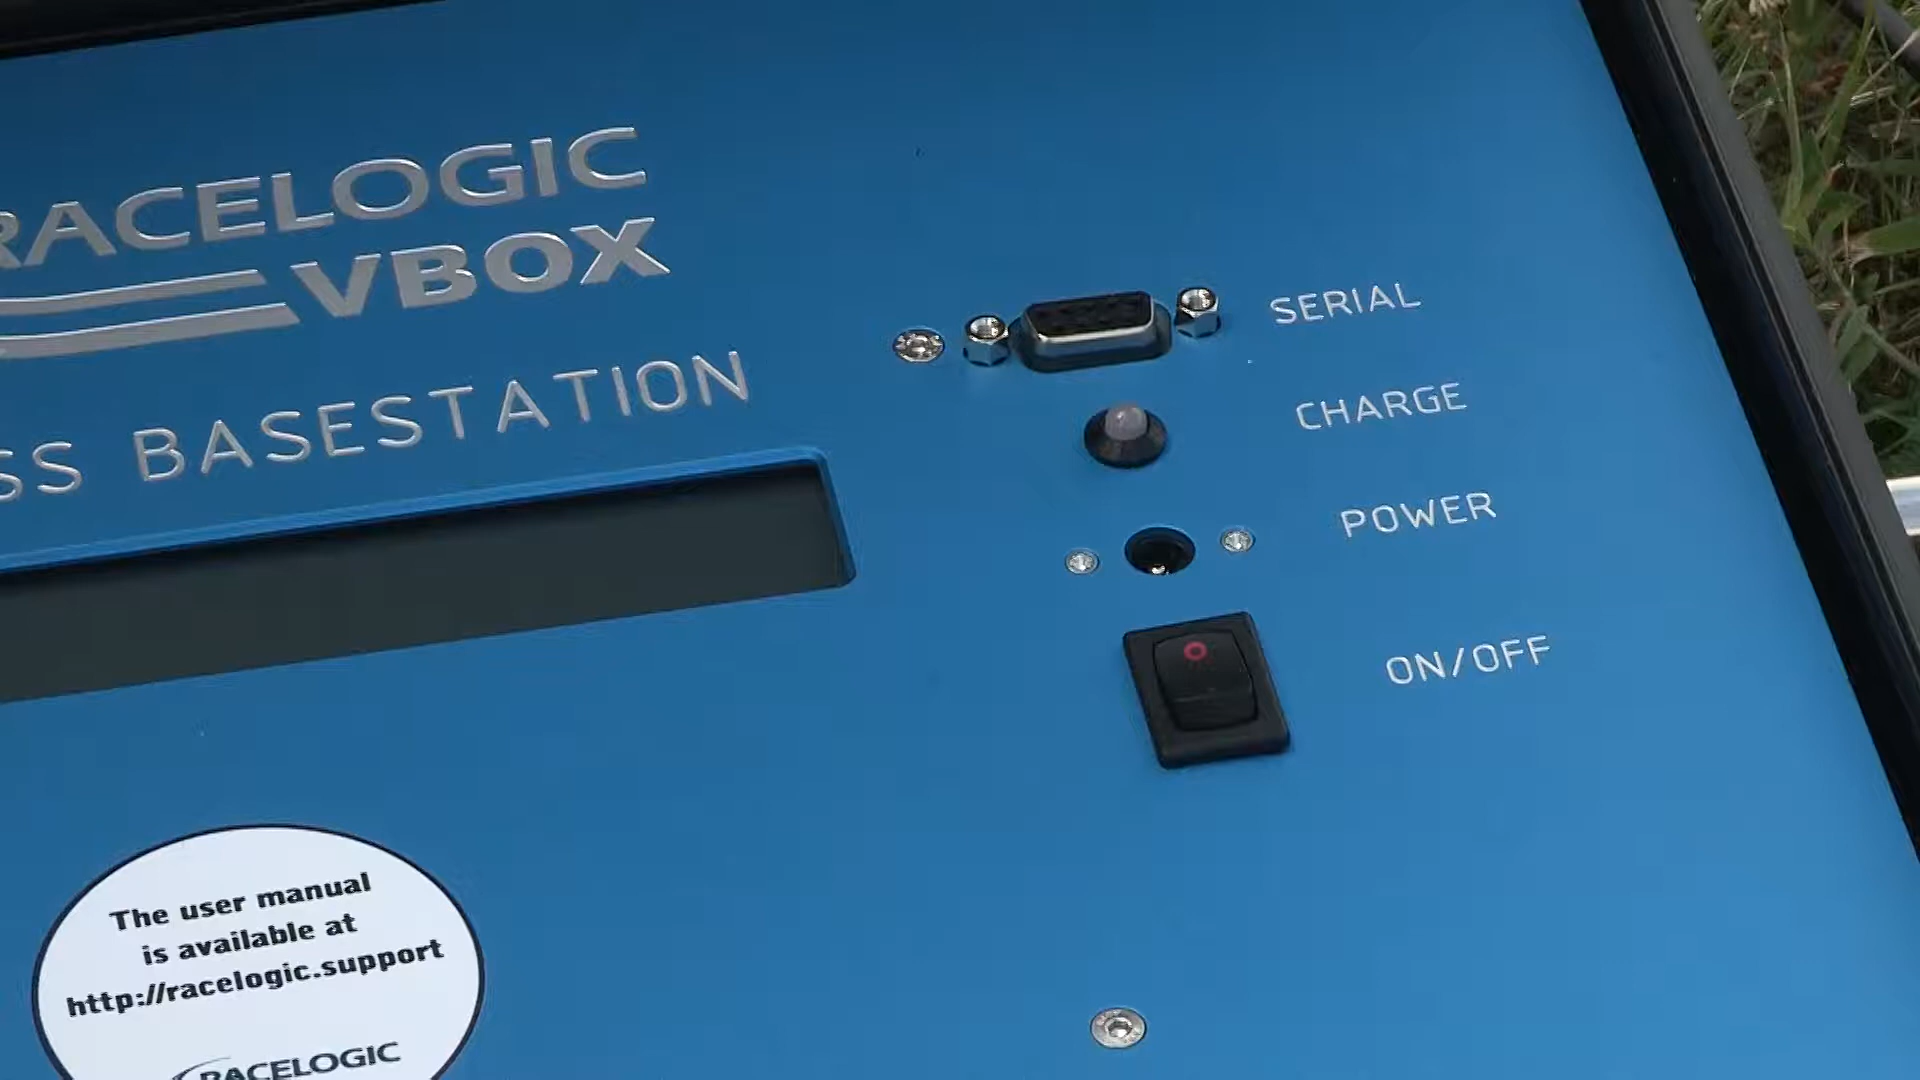 RACELOGIC
VBOX
SS BASESTATION
SERIAL
CHARGE
POWER
ON/OFF
The user manual
is available at
http://racelogic.support
RACELOGIC